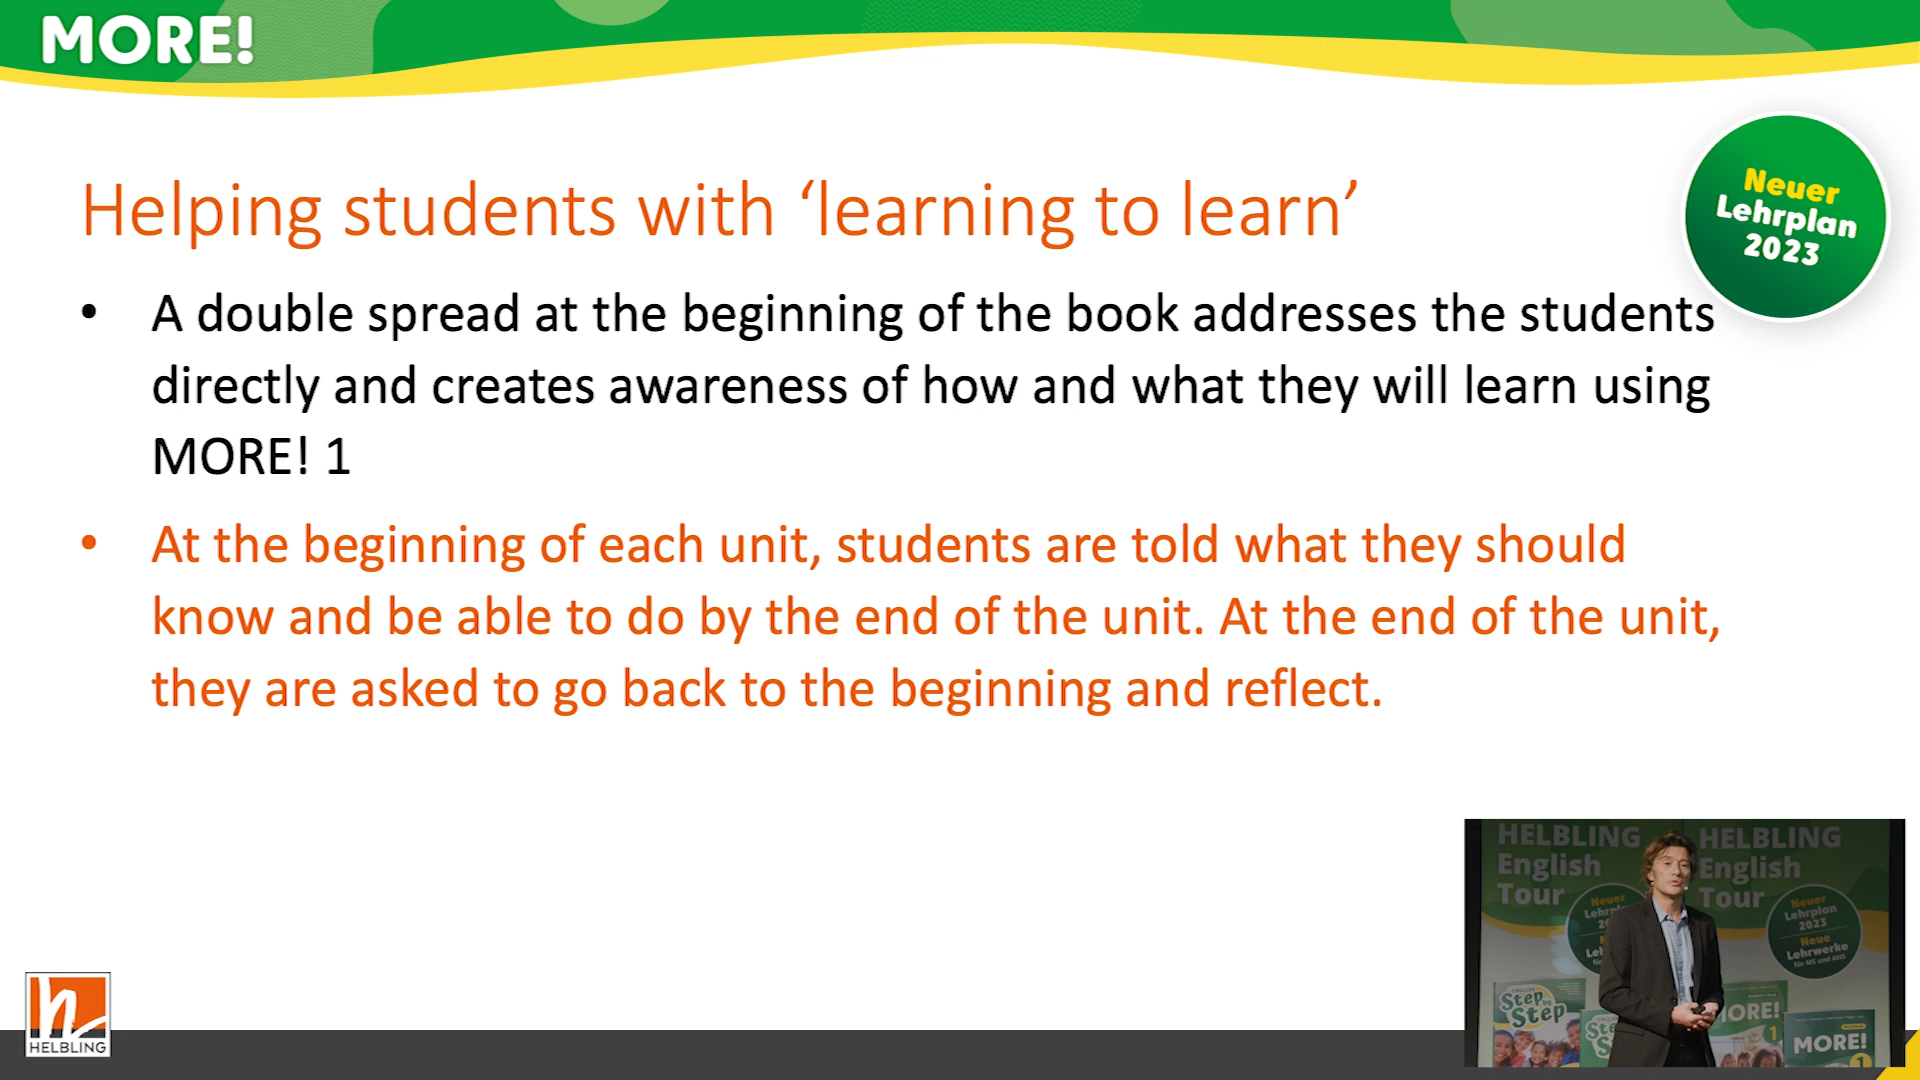 MORE!
Neuer
Lehrplan
2023
Helping students with ‘learning to learn’
• A double spread at the beginning of the book addresses the students
directly and creates awareness of how and what they will learn using
MORE! 1
• At the beginning of each unit, students are told what they should
know and be able to do by the end of the unit. At the end of the unit,
they are asked to go back to the beginning and reflect.
HELBLING
English
Tour
HELBLING
English
Tour
Neuer
Lehrplan
2023
Neue
Lehrwerke
für MS und AHS
Step by
Step
MORE!
1
MORE!
1
HELBLING